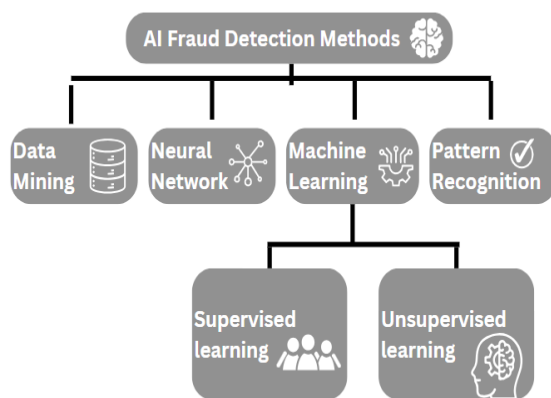 AI Fraud Detection Methods
Data
Mining
Neural
Network
Machine
Learning
Pattern
Recognition
Supervised
learning
Unsupervised
learning